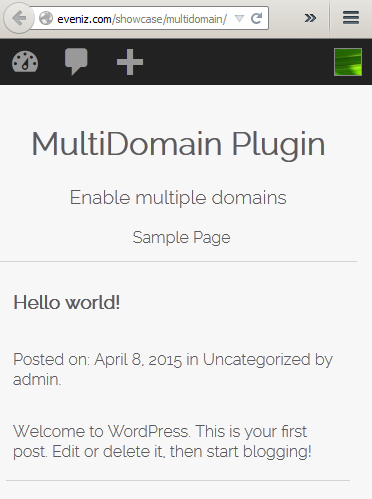 eveniz.com/showcase/multidomain/
MultiDomain Plugin
Enable multiple domains
Sample Page
Hello world!
Posted on: April 8, 2015 in Uncategorized by
admin.
Welcome to WordPress. This is your first
post. Edit or delete it, then start blogging!